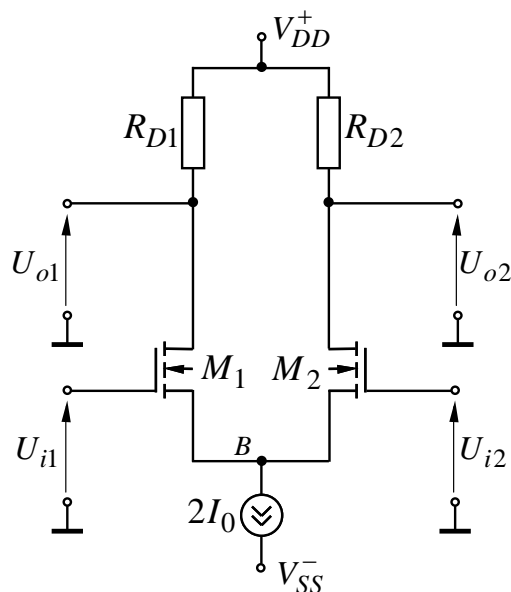 V_DD^+
R_D1 R_D2
U_o1 U_o2
M_1 M_2
U_i1 B U_i2
2I_0
V_SS^-